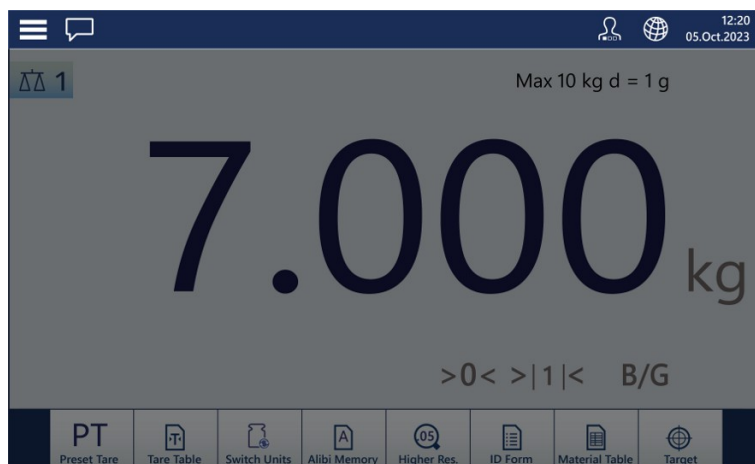 12:20
05.Oct.2023
1
Max 10 kg d = 1 g
7.000 kg
>0< >|1|< B/G
PT
Preset Tare
T
Tare Table
Switch Units
A
Alibi Memory
.05
Higher Res.
ID Form
Material Table
Target